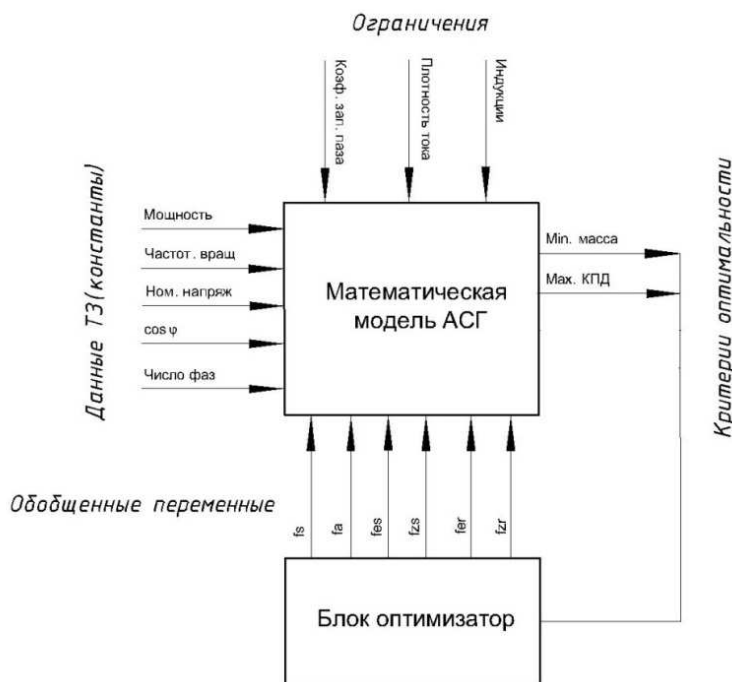 Ограничения
Коэф. зап. паза
Плотность тока
Индукции
Данные ТЗ(константы)
Мощность
Частот. вращ
Ном. напряж
cos φ
Число фаз
Математическая
модель АСГ
Min. масса
Max. КПД
Критерии оптимальности
Обобщенные переменные
fs
fa
fes
fzs
fer
fzr
Блок оптимизатор